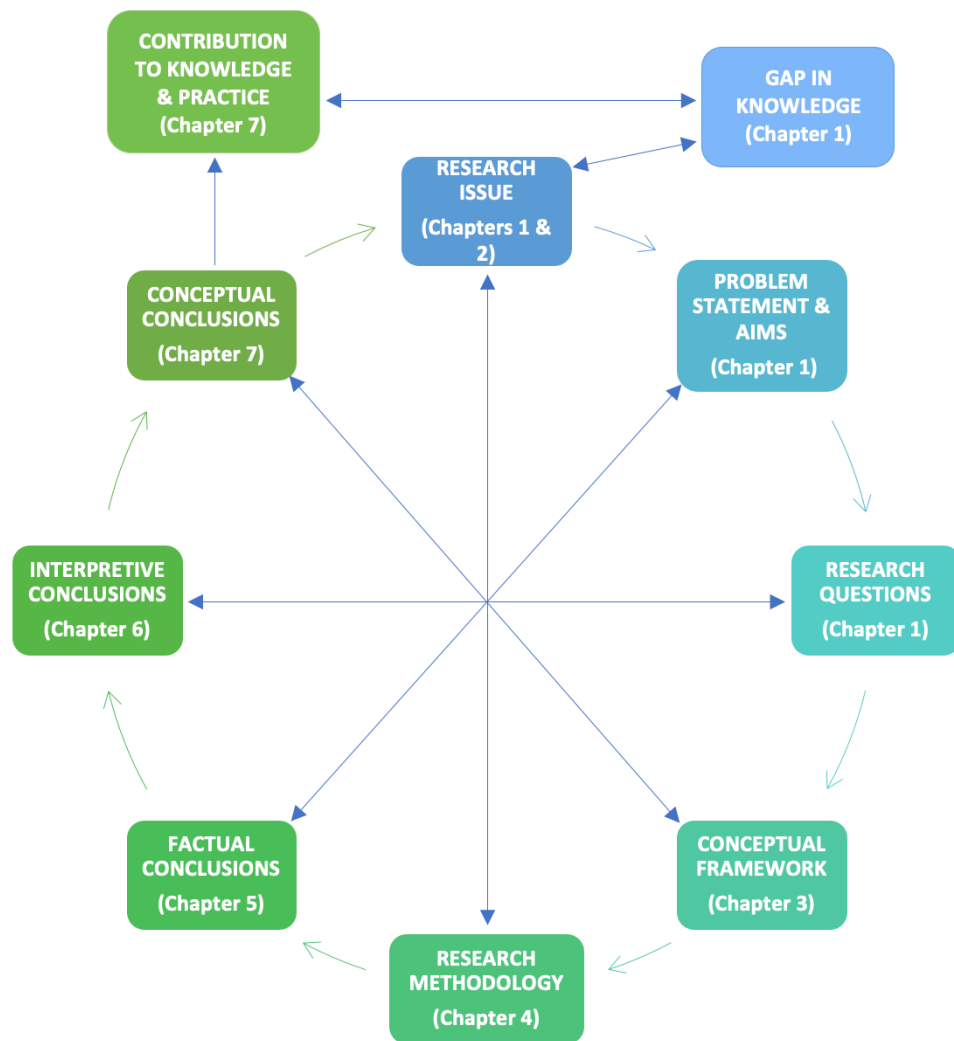 CONTRIBUTION
TO KNOWLEDGE
& PRACTICE
(Chapter 7)
GAP IN
KNOWLEDGE
(Chapter 1)
RESEARCH
ISSUE
(Chapters 1 &
2)
PROBLEM
STATEMENT &
AIMS
(Chapter 1)
RESEARCH
QUESTIONS
(Chapter 1)
CONCEPTUAL
FRAMEWORK
(Chapter 3)
RESEARCH
METHODOLOGY
(Chapter 4)
FACTUAL
CONCLUSIONS
(Chapter 5)
INTERPRETIVE
CONCLUSIONS
(Chapter 6)
CONCEPTUAL
CONCLUSIONS
(Chapter 7)